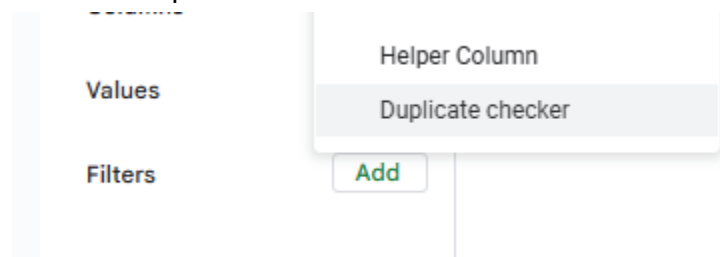 Helper Column
Values
Duplicate checker
Filters
Add